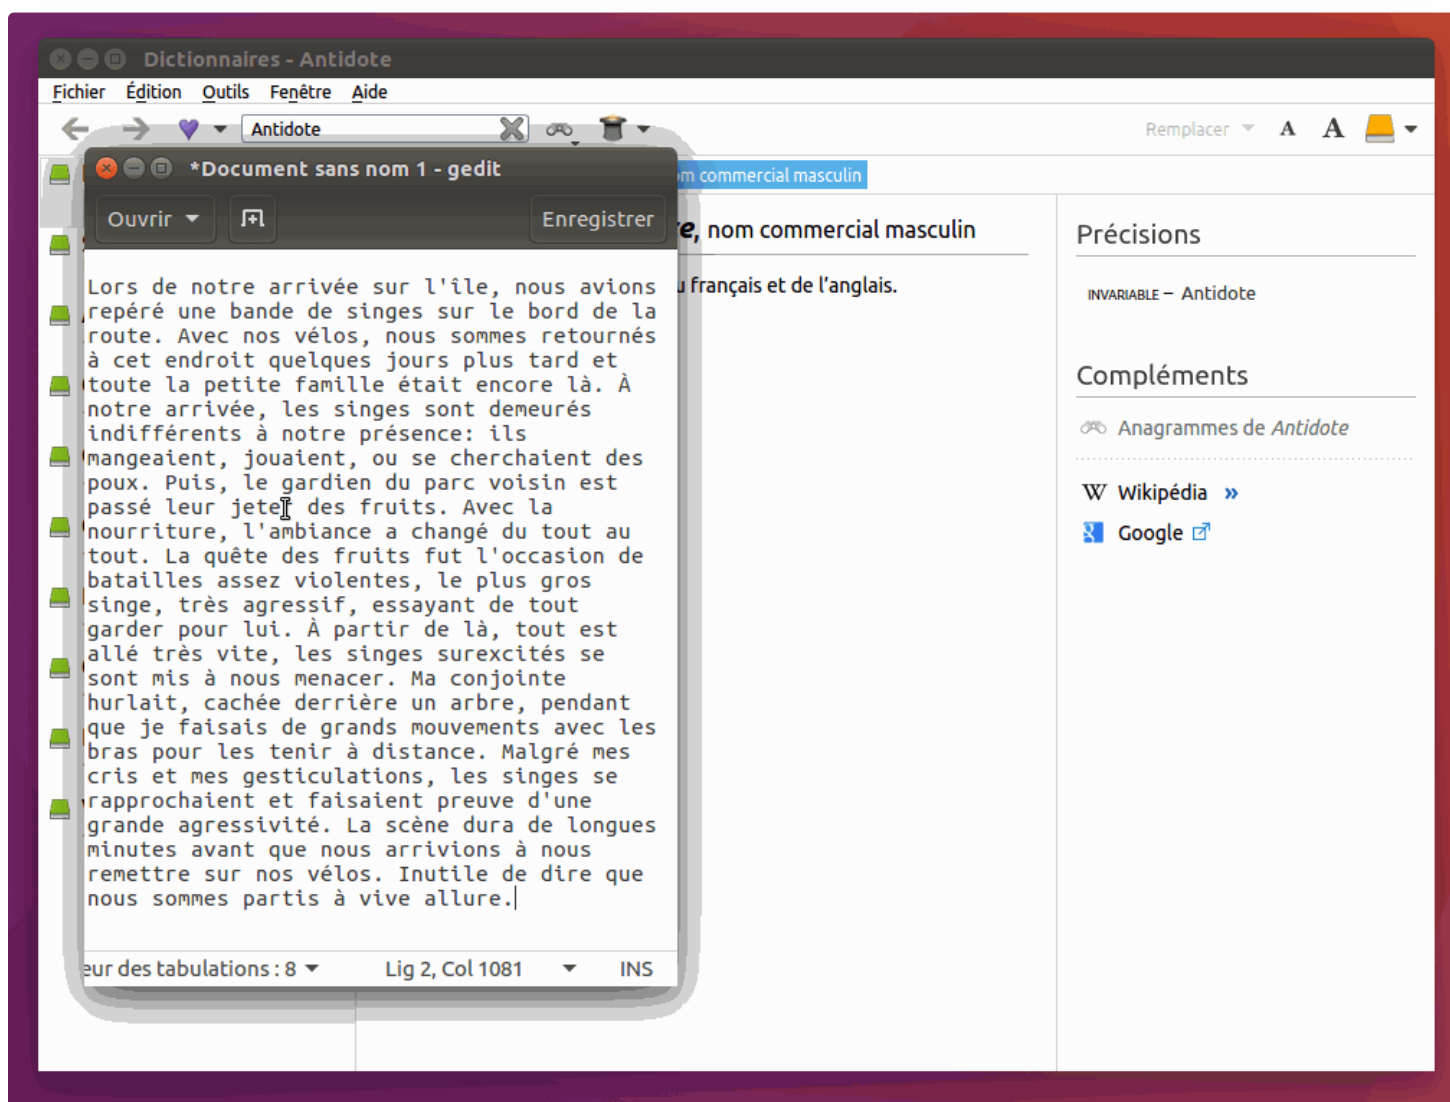 Dictionnaires - Antidote
Fichier Édition Outils Fenêtre Aide
Antidote
Remplacer A A
*Document sans nom 1 - gedit
Ouvrir
Enregistrer
Lors de notre arrivée sur l'île, nous avions
repéré une bande de singes sur le bord de la
route. Avec nos vélos, nous sommes retournés
à cet endroit quelques jours plus tard et
toute la petite famille était encore là. À
notre arrivée, les singes sont demeurés
indifférents à notre présence: ils
mangeaient, jouaient, ou se cherchaient des
poux. Puis, le gardien du parc voisin est
passé leur jeter des fruits. Avec la
nourriture, l'ambiance a changé du tout au
tout. La quête des fruits fut l'occasion de
batailles assez violentes, le plus gros
singe, très agressif, essayant de tout
garder pour lui. À partir de là, tout est
allé très vite, les singes surexcités se
sont mis à nous menacer. Ma conjointe
hurlait, cachée derrière un arbre, pendant
que je faisais de grands mouvements avec les
bras pour les tenir à distance. Malgré mes
cris et mes gesticulations, les singes se
rapprochaient et faisaient preuve d'une
grande agressivité. La scène dura de longues
minutes avant que nous arrivions à nous
remettre sur nos vélos. Inutile de dire que
nous sommes partis à vive allure.
eur des tabulations : 8
Lig 2, Col 1081
INS
commercial masculin
e, nom commercial masculin
français et de l'anglais.
Précisions
INVARIABLE – Antidote
Compléments
Anagrammes de Antidote
W Wikipédia »
Google